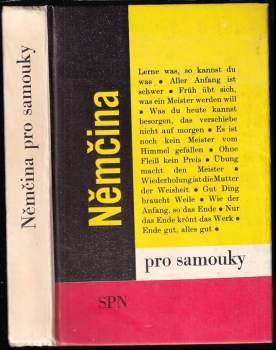 Němčina pro samouky
Němčina
Lerne was, so kannst du
was ● Aller Anfang ist
schwer ● Früh übt sich,
was ein Meister werden will
● Was du heute kannst
besorgen, das verschiebe
nicht auf morgen ● Es ist
noch kein Meister vom
Himmel gefallen ● Ohne
Fleiß kein Preis ● Übung
macht den Meister ●
Wiederholung ist die Mutter
der Weisheit ● Gut Ding
braucht Weile ● Wie der
Anfang, so das Ende ● Nur
das Ende krönt das Werk ●
Ende gut, alles gut ●
pro samouky
SPN